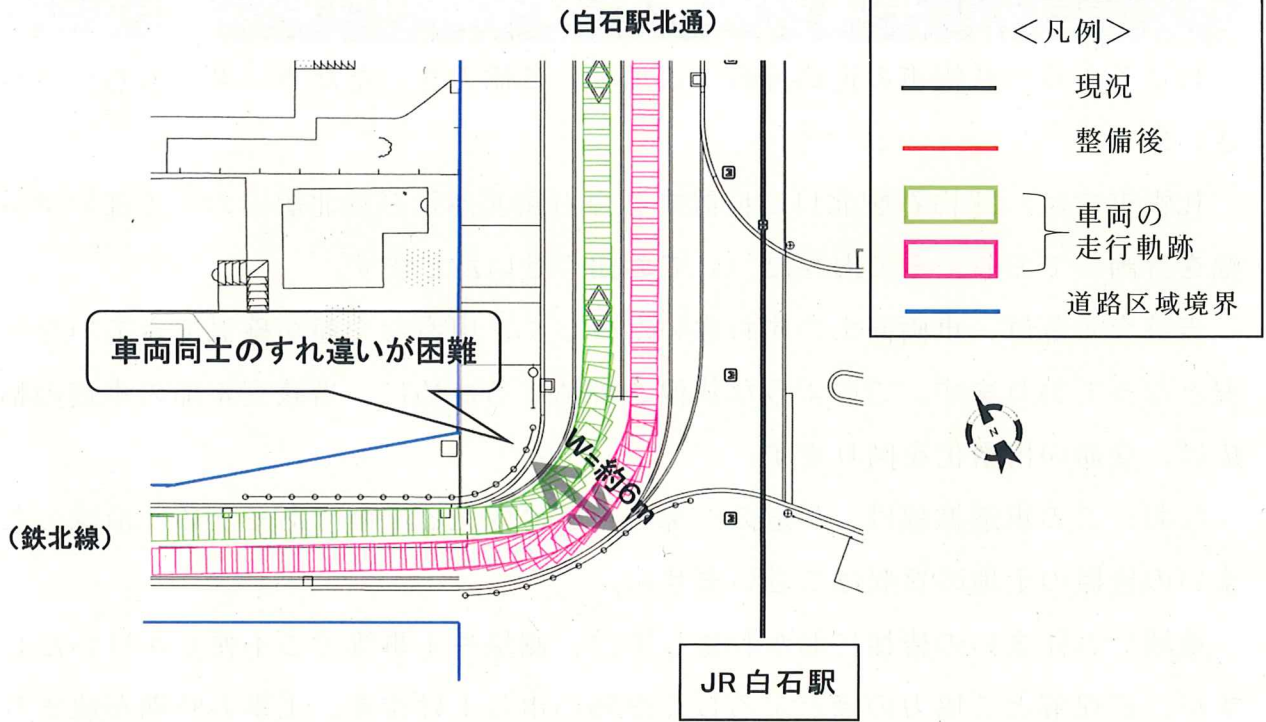 (白石駅北通)
<凡例>
現況
整備後
車両の
走行軌跡
道路区域境界
車両同士のすれ違いが困難
W=約6m
N
(鉄北線)
JR 白石駅